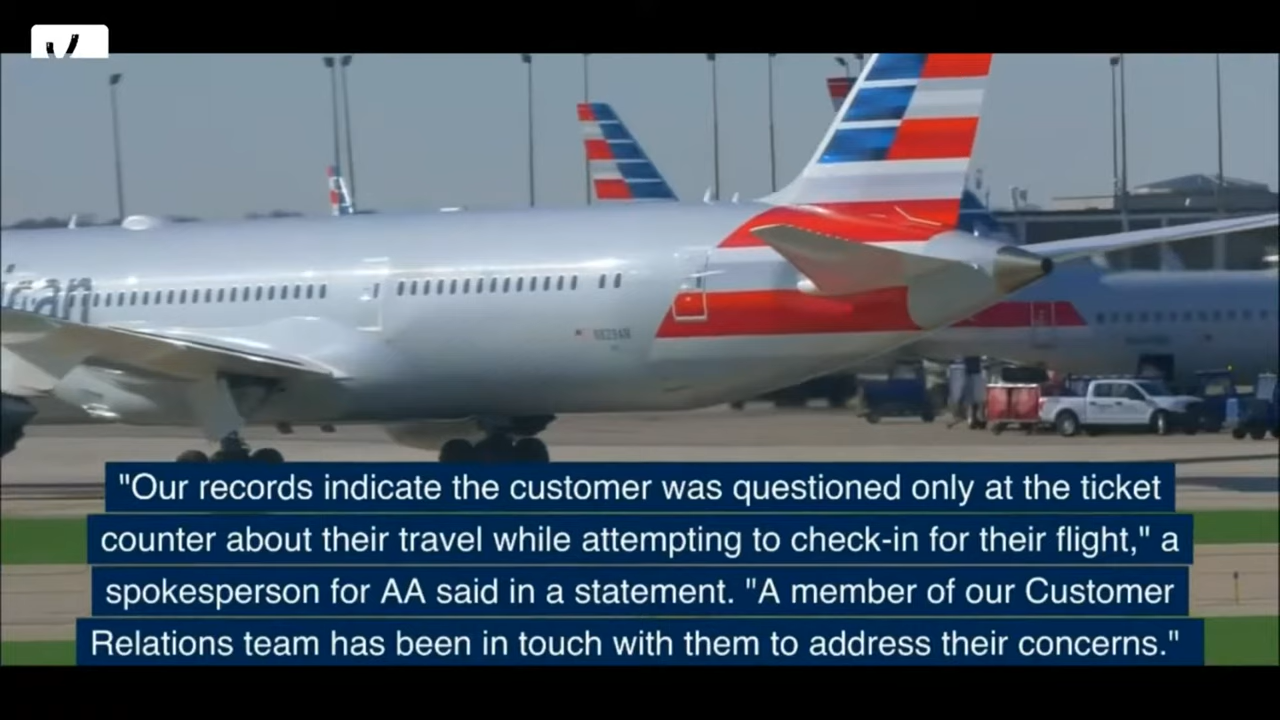 "Our records indicate the customer was questioned only at the ticket
counter about their travel while attempting to check-in for their flight," a
spokesperson for AA said in a statement. "A member of our Customer
Relations team has been in touch with them to address their concerns."